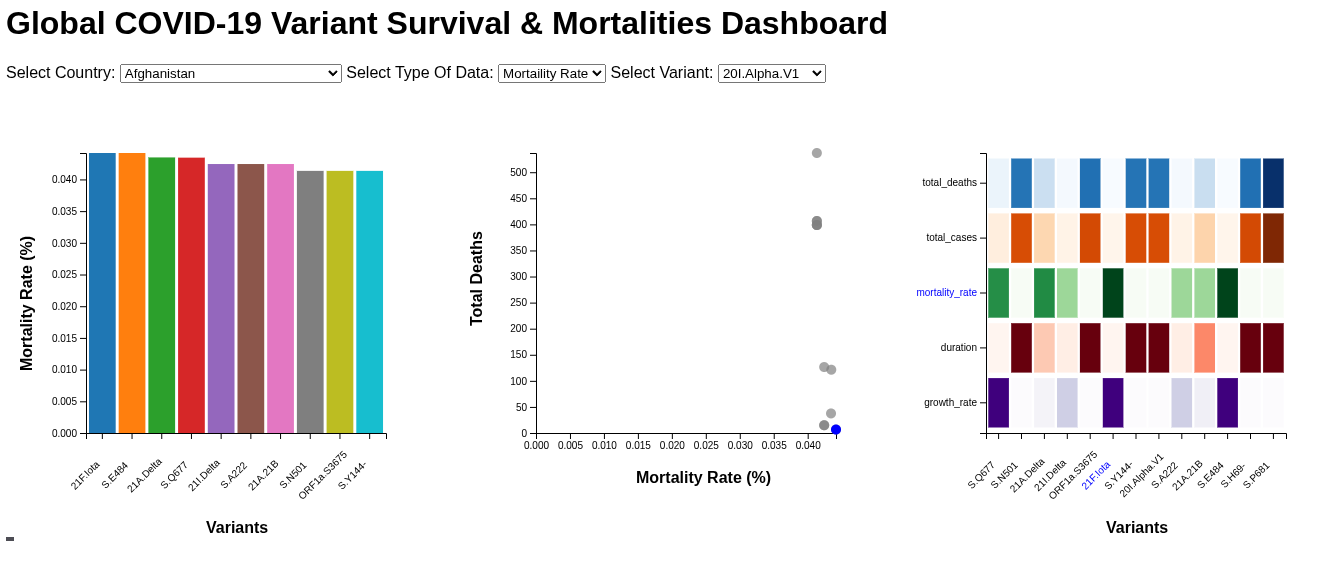 Global COVID-19 Variant Survival & Mortalities Dashboard
Select Country: Afghanistan Select Type Of Data: Mortaility Rate Select Variant: 20I.Alpha.V1
Mortality Rate (%)
0.040
0.035
0.030
0.025
0.020
0.015
0.010
0.005
0.000
21F.Iota S.E484 21A.Delta S.Q677 21I.Delta S.A222 21A.21B S.N501 ORF1a.S3675 S.Y144-
Variants
Total Deaths
500
450
400
350
300
250
200
150
100
50
0
0.000 0.005 0.010 0.015 0.020 0.025 0.030 0.035 0.040
Mortality Rate (%)
total_deaths
total_cases
mortality_rate
duration
growth_rate
S.Q677 S.N501 21A.Delta 21I.Delta ORF1a.S3675 21F.Iota S.Y144- 20I.Alpha.V1 S.A222 21A.21B S.E484 S.H69- S.P681
Variants